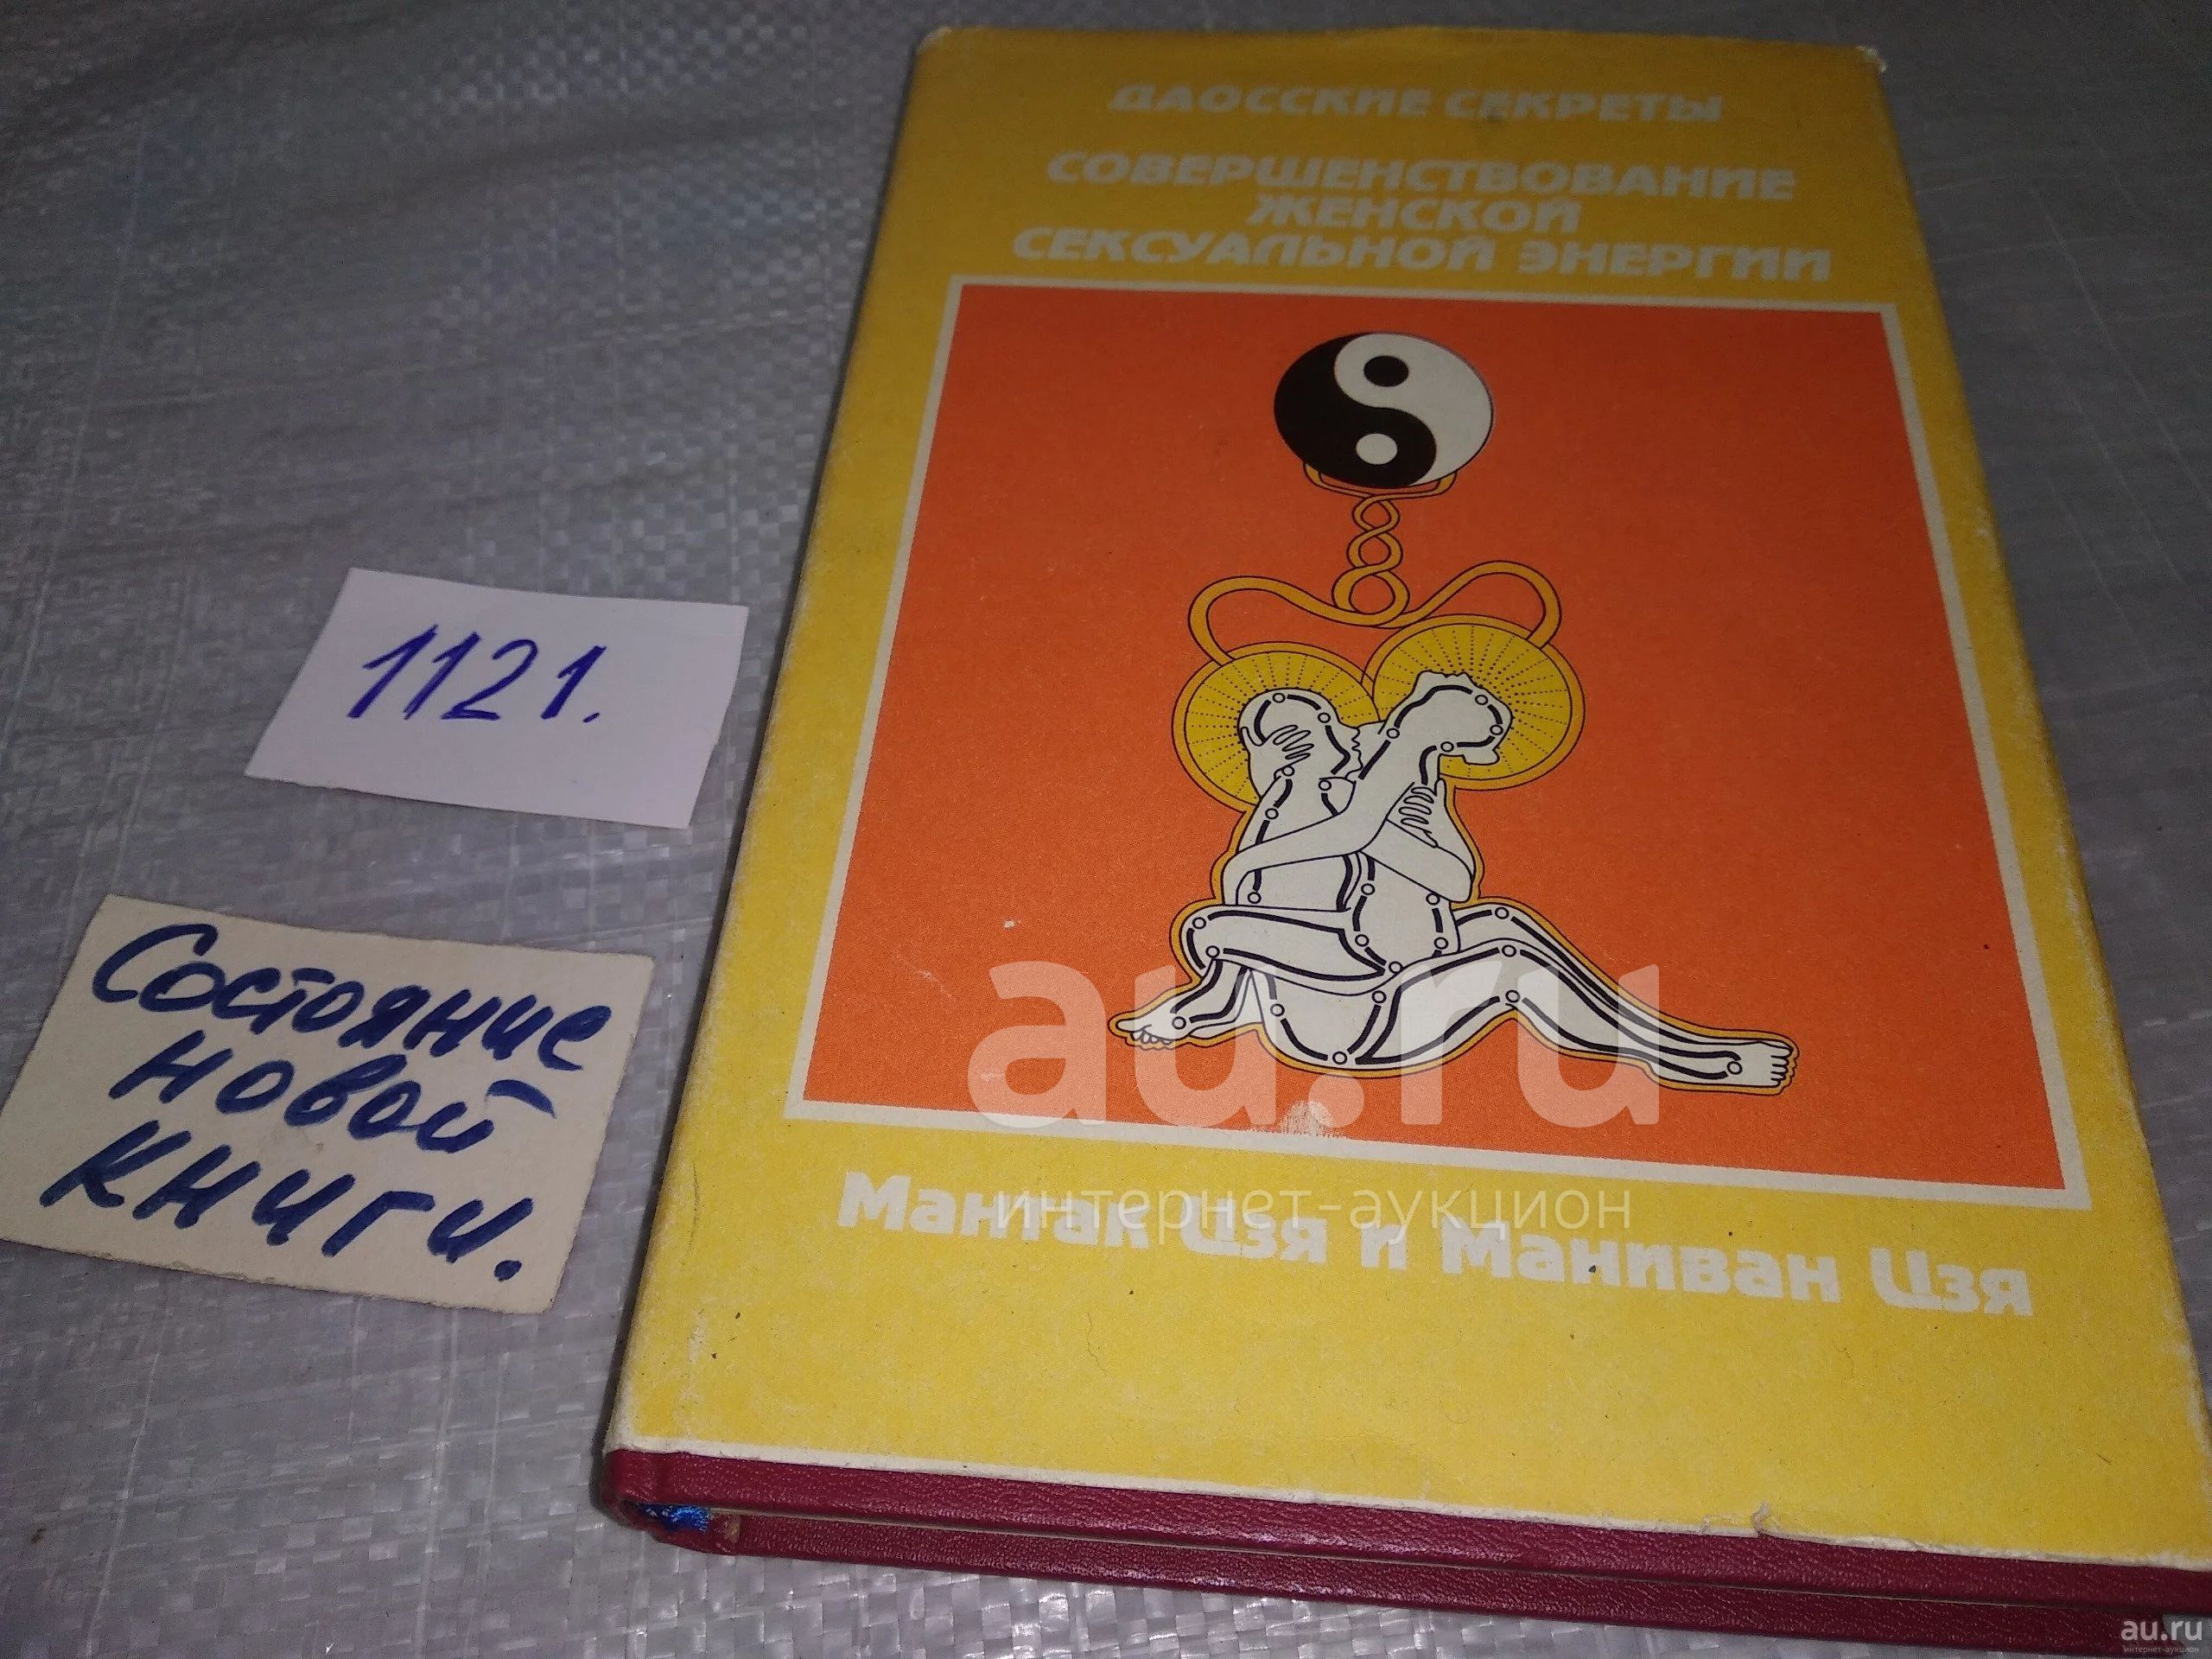 ДАОССКИЕ СЕКРЕТЫ
СОВЕРШЕНСТВОВАНИЕ
ЖЕНСКОЙ
СЕКСУАЛЬНОЙ ЭНЕРГИИ
1121.
Состояние
новой
книги.
au.ru
интернет-аукцион
Мантак Цзя и Маниван Цзя
au.ru
интернет-аукцион